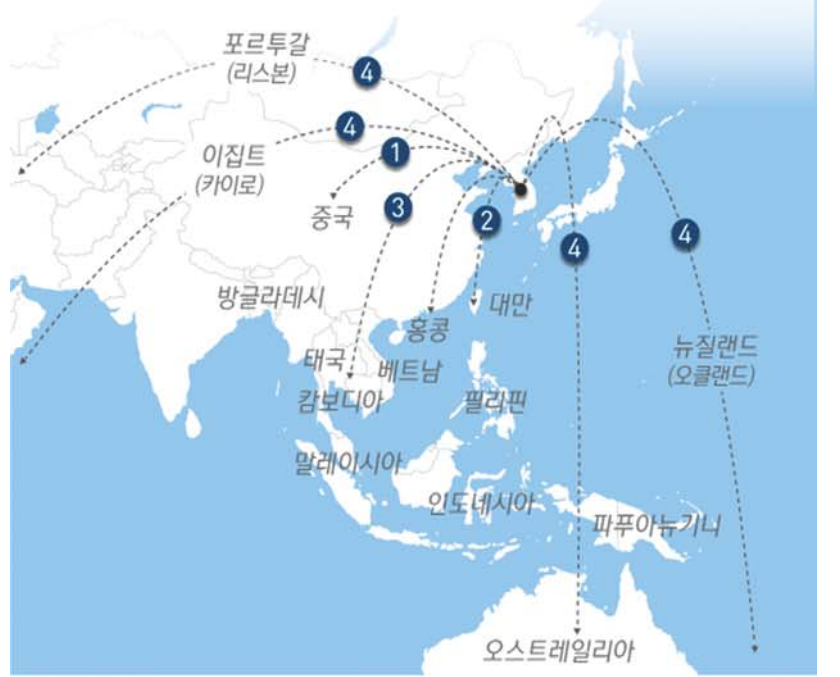 포르투갈
(리스본)
4
4
이집트
(카이로)
1
중국
3
2
4
4
방글라데시
대만
홍콩
뉴질랜드
(오클랜드)
태국
베트남
캄보디아
필리핀
말레이시아
인도네시아
파푸아뉴기니
오스트레일리아